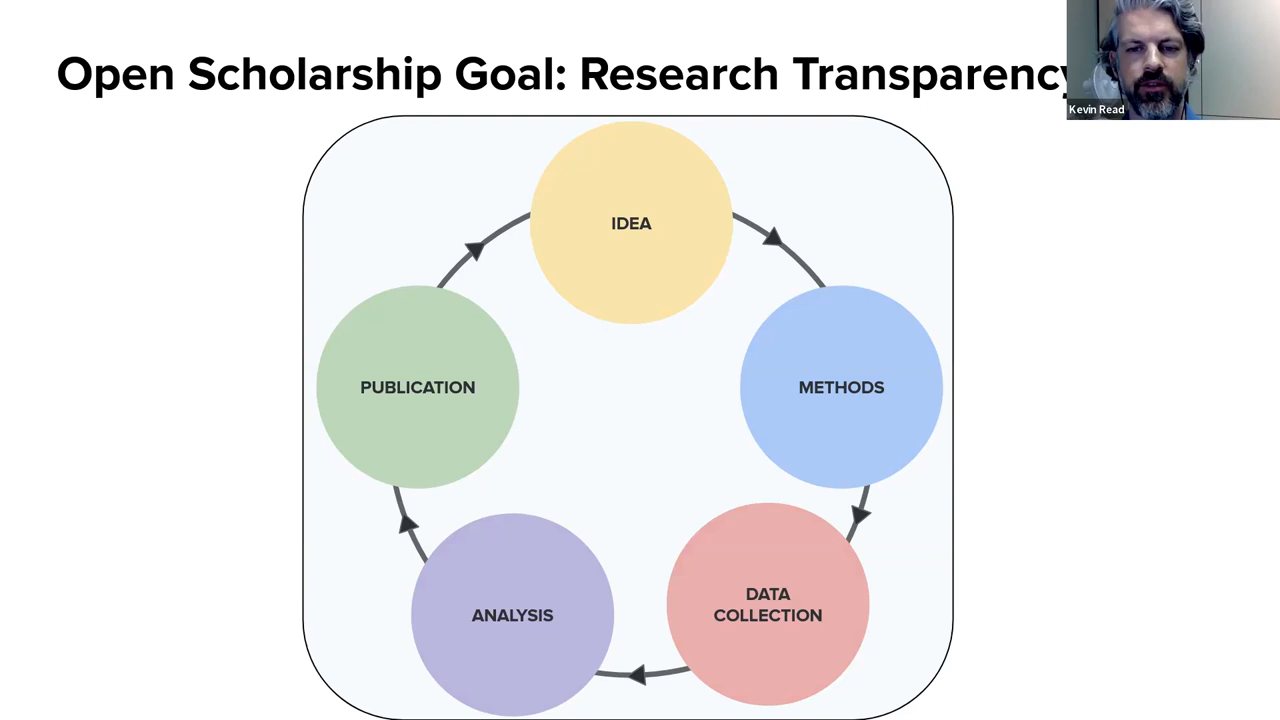 Open Scholarship Goal: Research Transparency
Kevin Read
IDEA
PUBLICATION
METHODS
DATA
COLLECTION
ANALYSIS